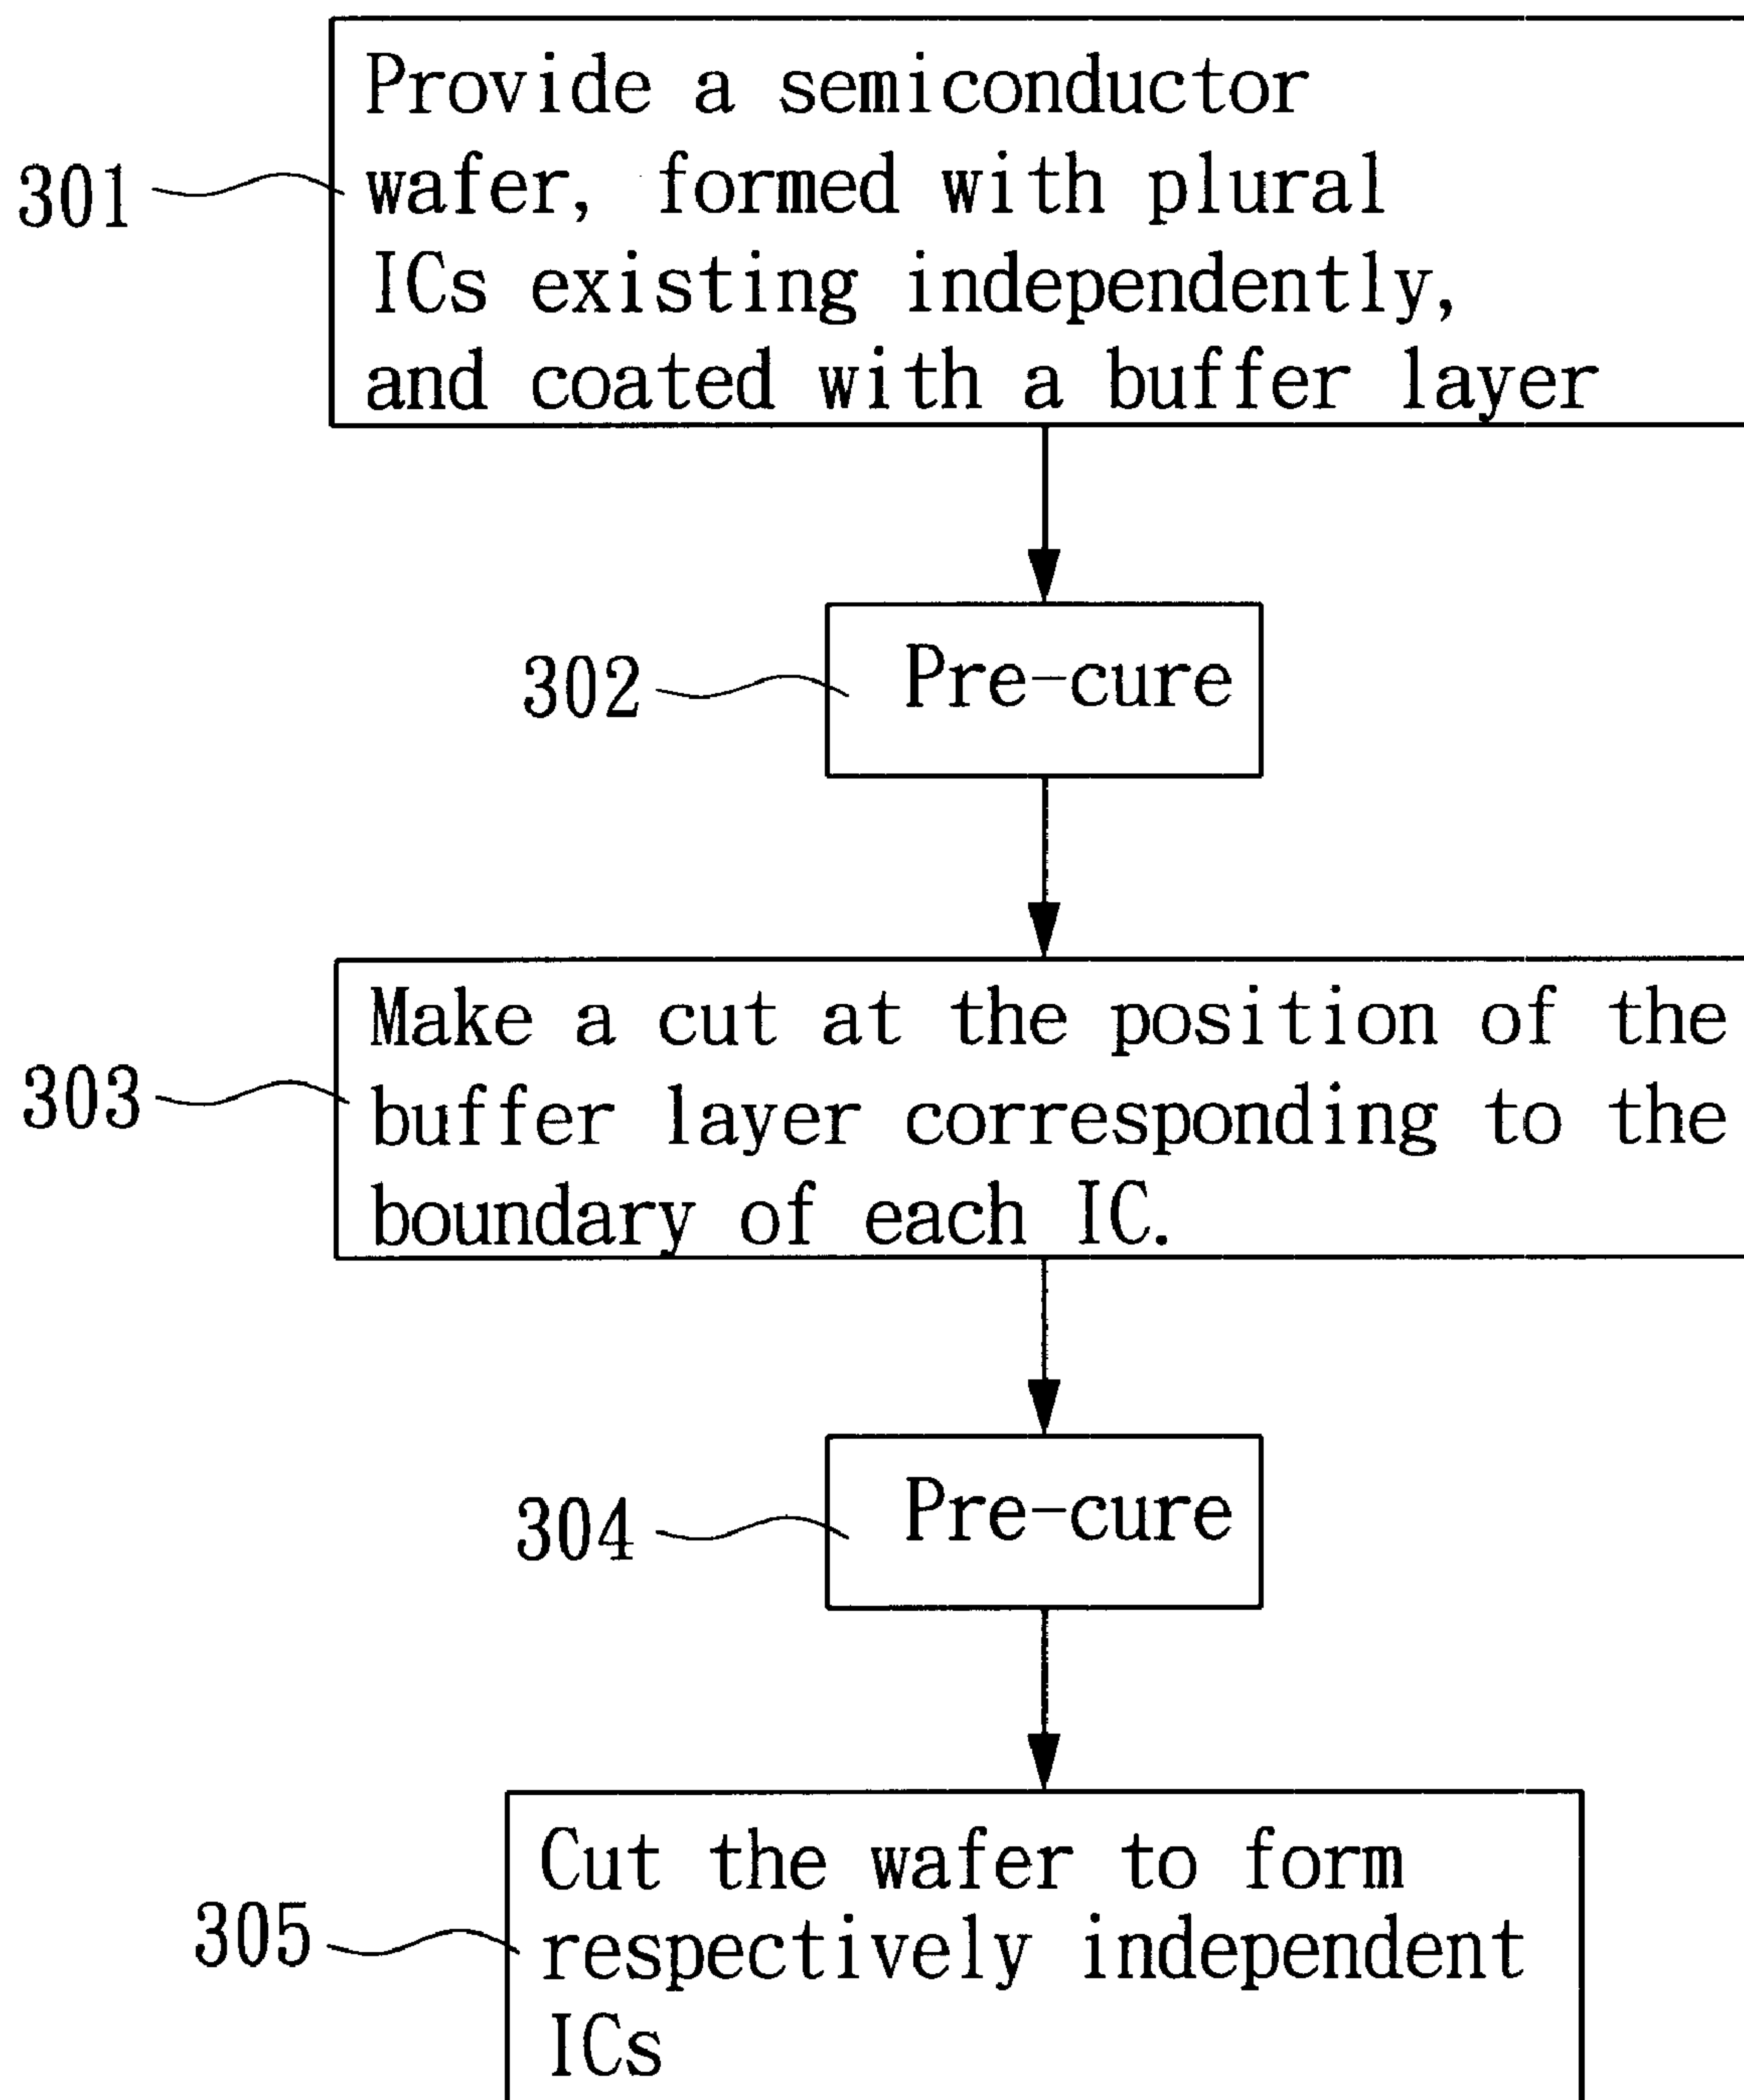 Provide a semiconductor
301
wafer, formed with plural
ICs existing independently,
and coated with a buffer layer
302
Pre-cure
Make a cut at the position of the
303
buffer layer corresponding to the
boundary of each IC.
304
Pre-cure
Cut the wafer to form
305
respectively independent
ICs